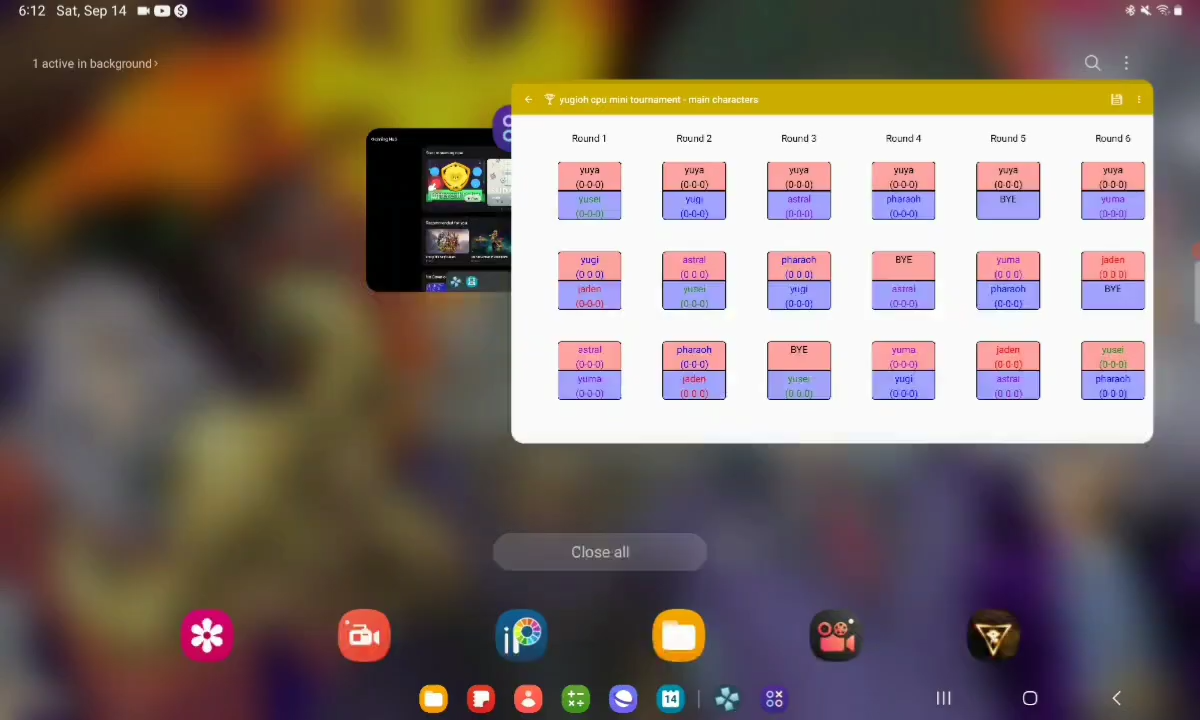 6:12 Sat, Sep 14
1 active in background ›
yugioh cpu mini tournament - main characters
Round 1 Round 2 Round 3 Round 4 Round 5 Round 6
yuya yuya yuya yuya yuya yuya
(0-0-0) (0-0-0) (0-0-0) (0-0-0) (0-0-0) (0-0-0)
yusei yugi astral pharaoh BYE yuma
(0-0-0) (0-0-0) (0-0-0) (0-0-0) (0-0-0)
yugi astral pharaoh BYE yuma jaden
(0-0-0) (0-0-0) (0-0-0) (0-0-0) (0-0-0)
jaden yusei yugi astral pharaoh BYE
(0-0-0) (0-0-0) (0-0-0) (0-0-0) (0-0-0)
astral pharaoh BYE yuma jaden yusei
(0-0-0) (0-0-0) (0-0-0) (0-0-0) (0-0-0)
yuma jaden yusei yugi astral pharaoh
(0-0-0) (0-0-0) (0-0-0) (0-0-0) (0-0-0) (0-0-0)
Gaming Hub
Recommended for you
Close all
14